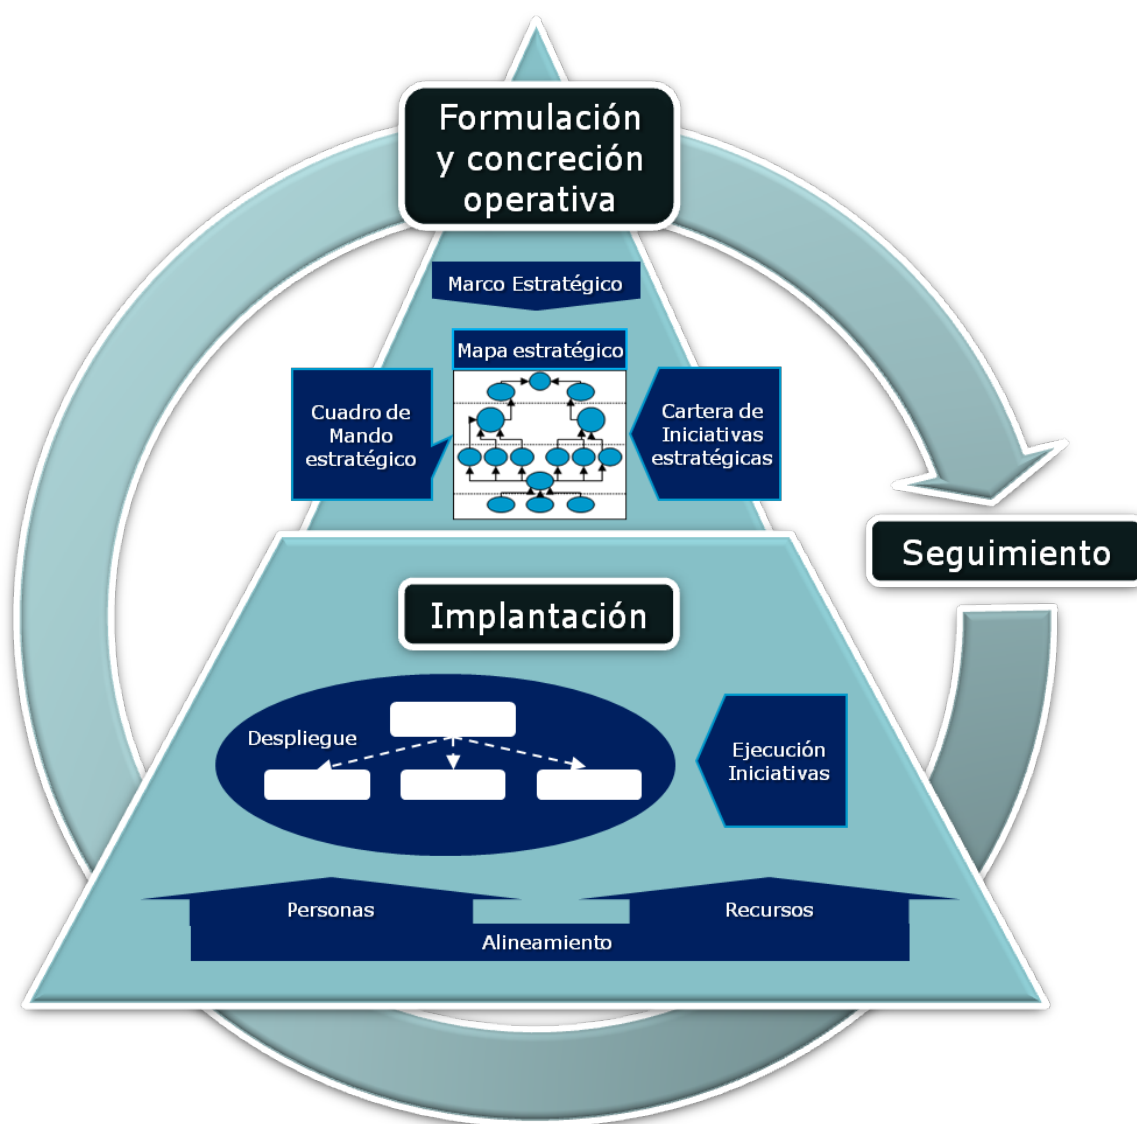 Formulación
y concreción
operativa
Marco Estratégico
Mapa estratégico
Cuadro de
Mando
estratégico
Cartera de
Iniciativas
estratégicas
Seguimiento
Implantación
Despliegue
Ejecución
Iniciativas
Personas
Recursos
Alineamiento